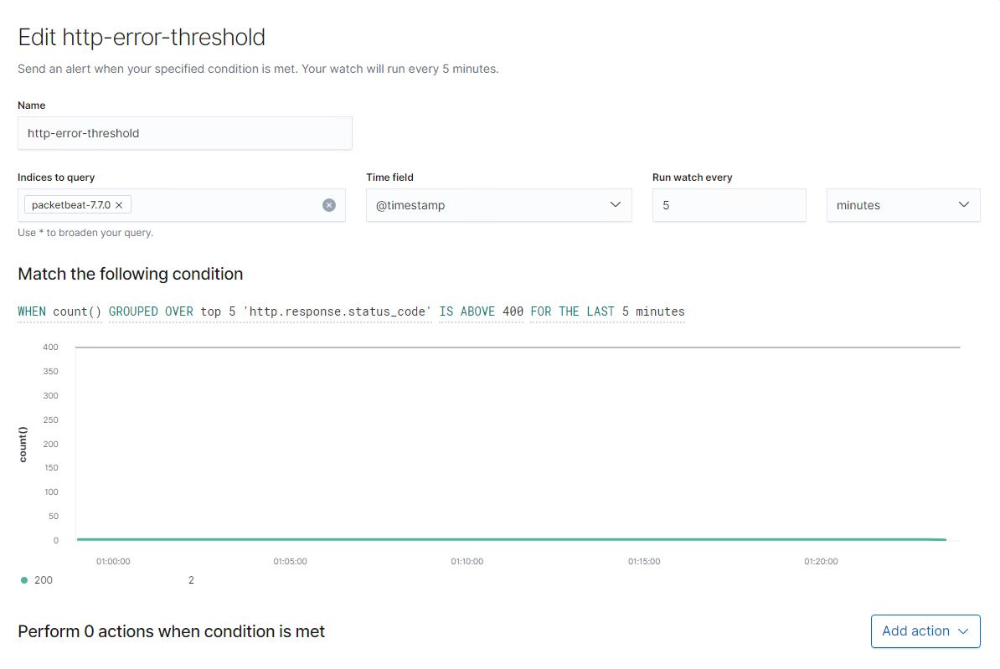 Edit http-error-threshold
Send an alert when your specified condition is met. Your watch will run every 5 minutes.
Name
http-error-threshold
Indices to query
Time field
Run watch every
packetbeat-7.7.0
@timestamp
5
minutes
Use * to broaden your query.
Match the following condition
WHEN count() GROUPED OVER top 5 'http.response.status_code' IS ABOVE 400 FOR THE LAST 5 minutes
400
350
300
250
200
150
100
50
0
count()
01:00:00 01:05:00 01:10:00 01:15:00 01:20:00
200 2
Perform 0 actions when condition is met
Add action